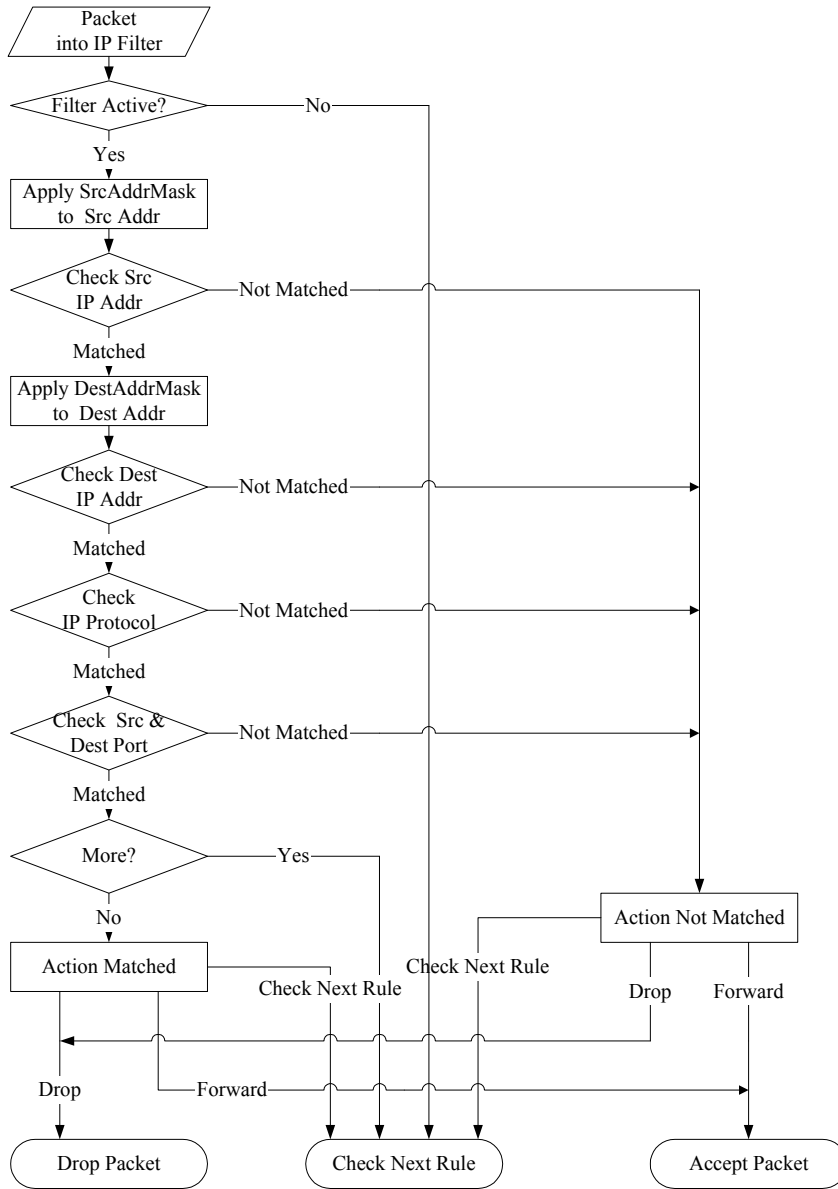 Packet
into IP Filter
Filter Active?
No
Yes
Apply SrcAddrMask
to Src Addr
Check Src
IP Addr
Not Matched
Matched
Apply DestAddrMask
to Dest Addr
Check Dest
IP Addr
Not Matched
Matched
Check
IP Protocol
Not Matched
Matched
Check Src &
Dest Port
Not Matched
Matched
More?
Yes
No
Action Not Matched
Action Matched
Check Next Rule
Check Next Rule
Drop
Forward
Drop
Forward
Drop Packet
Check Next Rule
Accept Packet